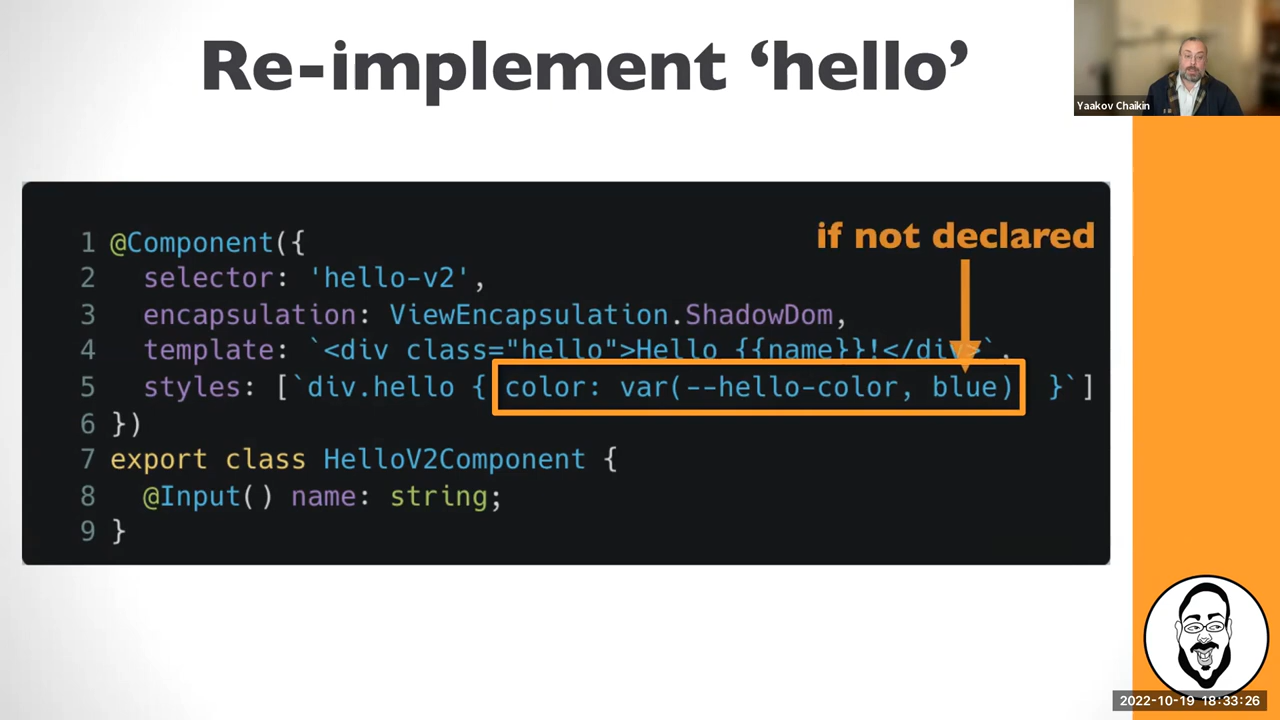 Re-implement ‘hello’
Yaakov Chaikin
if not declared
1 @Component({
2   selector: 'hello-v2',
3   encapsulation: ViewEncapsulation.ShadowDom,
4   template: `<div class="hello">Hello {{name}}!</div>`,
5   styles: [`div.hello { color: var(--hello-color, blue) }`]
6 })
7 export class HelloV2Component {
8   @Input() name: string;
9 }
2022-10-19 18:33:26